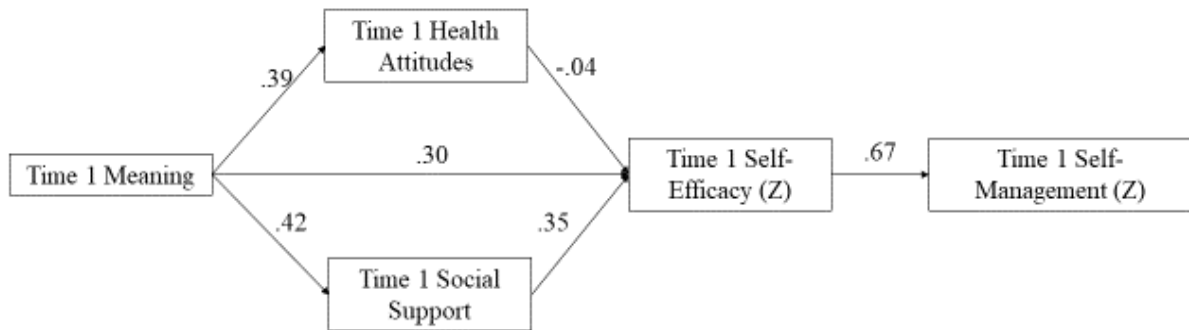 Time 1 Health
Attitudes
.39
-.04
Time 1 Meaning
.30
Time 1 Self-
Efficacy (Z)
.67
Time 1 Self-
Management (Z)
.42
.35
Time 1 Social
Support